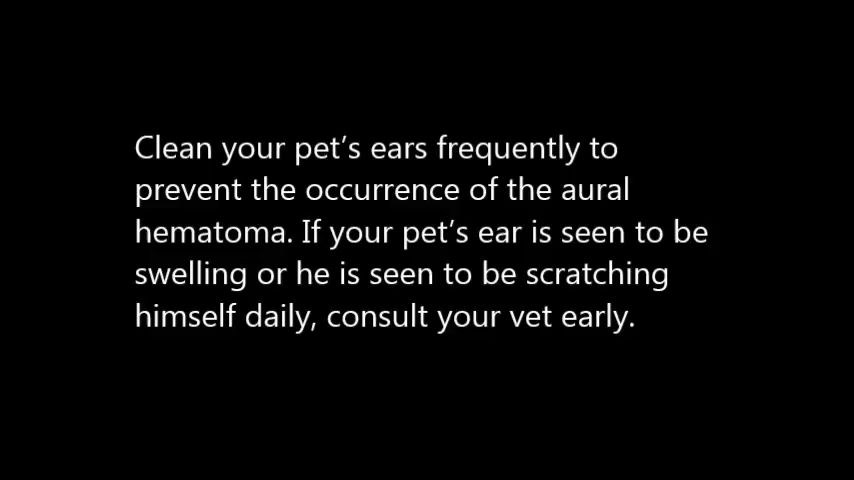 Clean your pet’s ears frequently to
prevent the occurrence of the aural
hematoma. If your pet’s ear is seen to be
swelling or he is seen to be scratching
himself daily, consult your vet early.